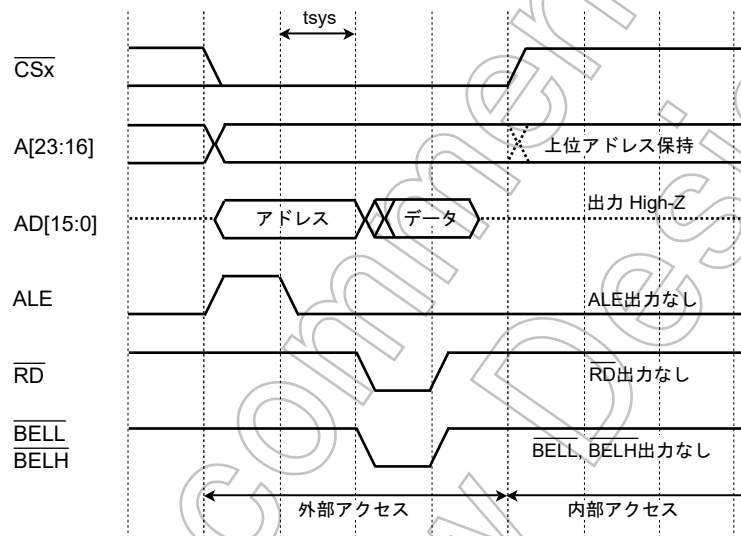 tsys
CSx
A[23:16]
上位アドレス保持
AD[15:0]
アドレス
データ
出力 High-Z
ALE
ALE出力なし
RD
RD出力なし
BELL
BELH
BELL, BELH出力なし
外部アクセス
内部アクセス